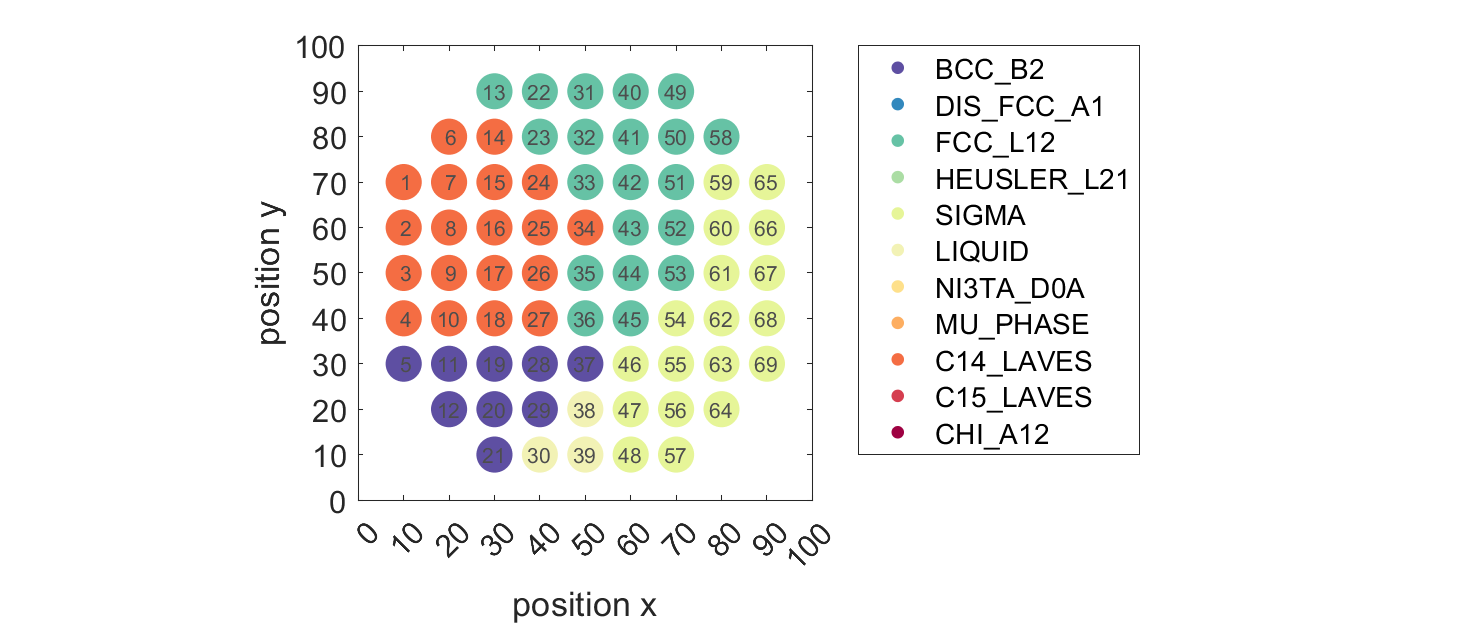 100
90
80
70
60
50
40
30
20
10
0
position y
13 22 31 40 49
6 14 23 32 41 50 58
1 7 15 24 33 42 51 59 65
2 8 16 25 34 43 52 60 66
3 9 17 26 35 44 53 61 67
4 10 18 27 36 45 54 62 68
5 11 19 28 37 46 55 63 69
12 20 29 38 47 56 64
21 30 39 48 57
0 10 20 30 40 50 60 70 80 90 100
position x
BCC_B2
DIS_FCC_A1
FCC_L12
HEUSLER_L21
SIGMA
LIQUID
NI3TA_D0A
MU_PHASE
C14_LAVES
C15_LAVES
CHI_A12